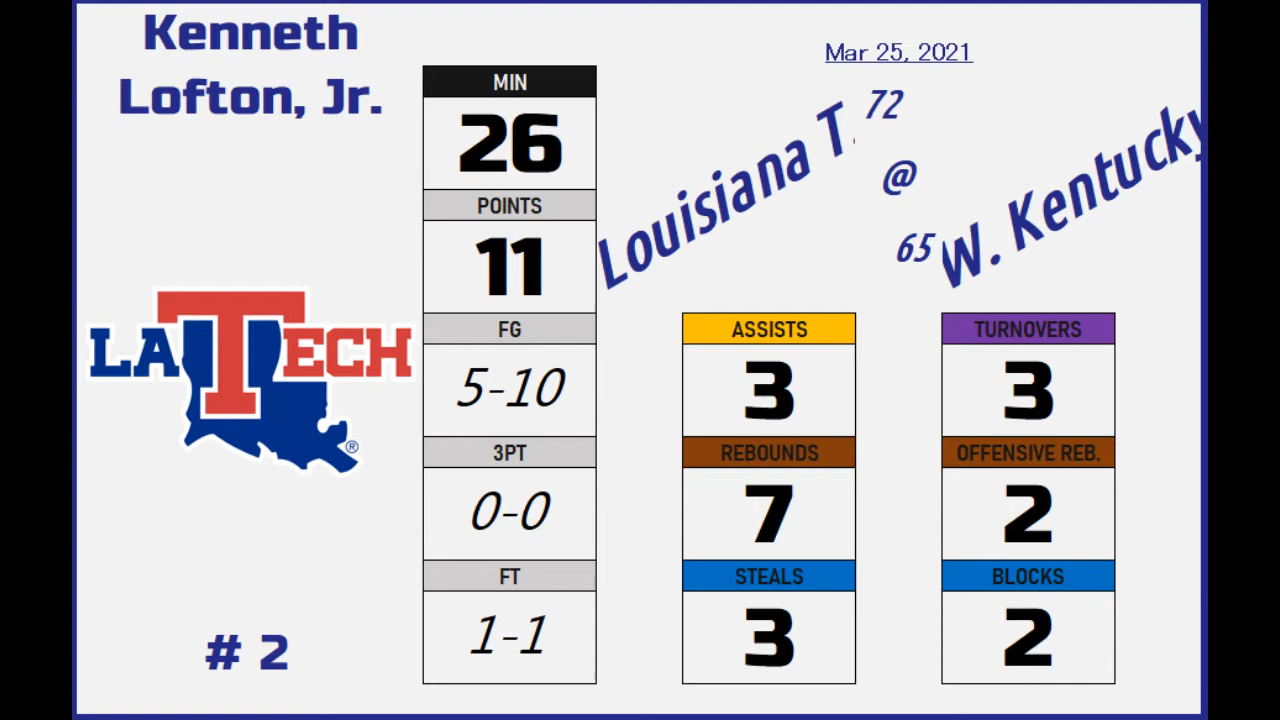 Kenneth
Lofton, Jr.
LA TECH
®
# 2
MIN
26
POINTS
11
FG
5-10
3PT
0-0
FT
1-1
Mar 25, 2021
Louisiana T. 72
@
65 W. Kentucky
ASSISTS
3
REBOUNDS
7
STEALS
3
TURNOVERS
3
OFFENSIVE REB.
2
BLOCKS
2